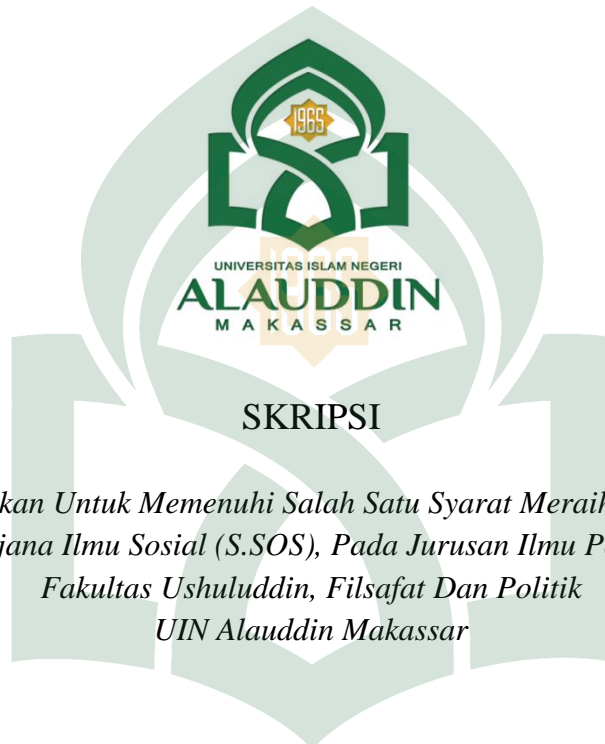 1965
UNIVERSITAS ISLAM NEGERI
ALAUDDIN
MAKASSAR
SKRIPSI
kan Untuk Memenuhi Salah Satu Syarat Meraih
jana Ilmu Sosial (S.SOS), Pada Jurusan Ilmu P
Fakultas Ushuluddin, Filsafat Dan Politik
UIN Alauddin Makassar